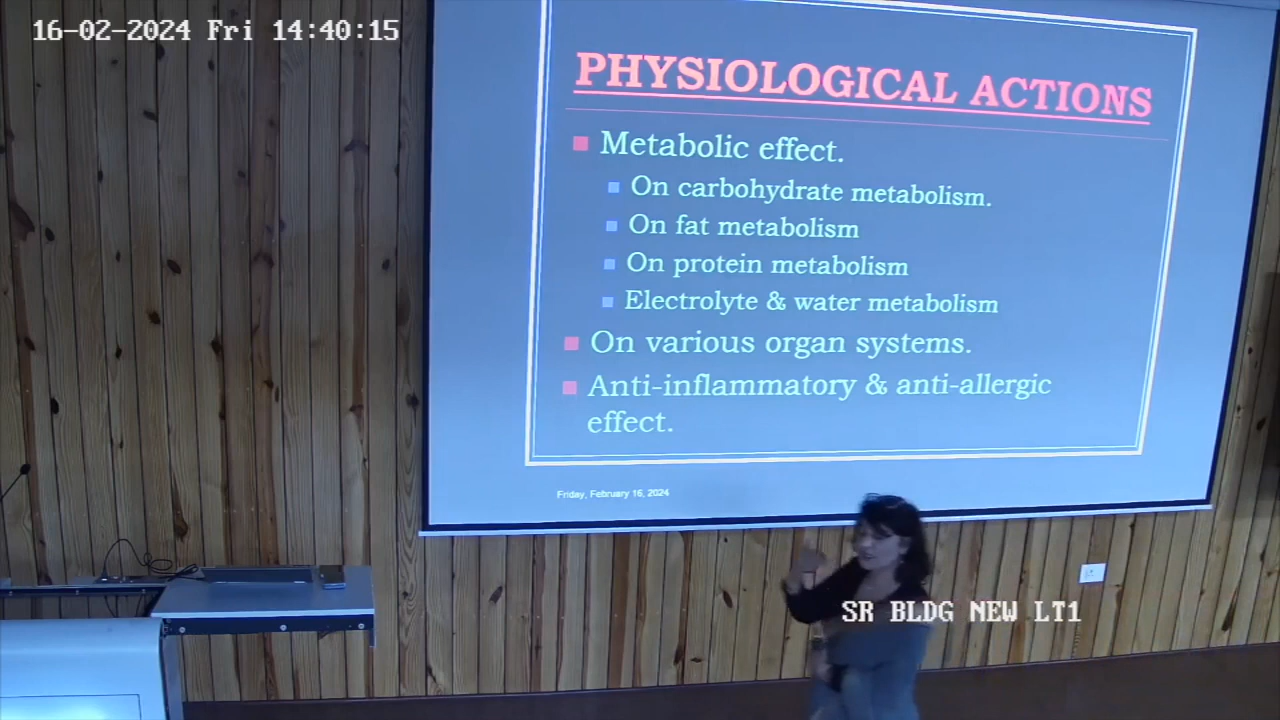 16-02-2024 Fri 14:40:15
PHYSIOLOGICAL ACTIONS
Metabolic effect.
On carbohydrate metabolism.
On fat metabolism
On protein metabolism
Electrolyte & water metabolism
On various organ systems.
Anti-inflammatory & anti-allergic
effect.
Friday, February 16, 2024
SR BLDG NEW LT1